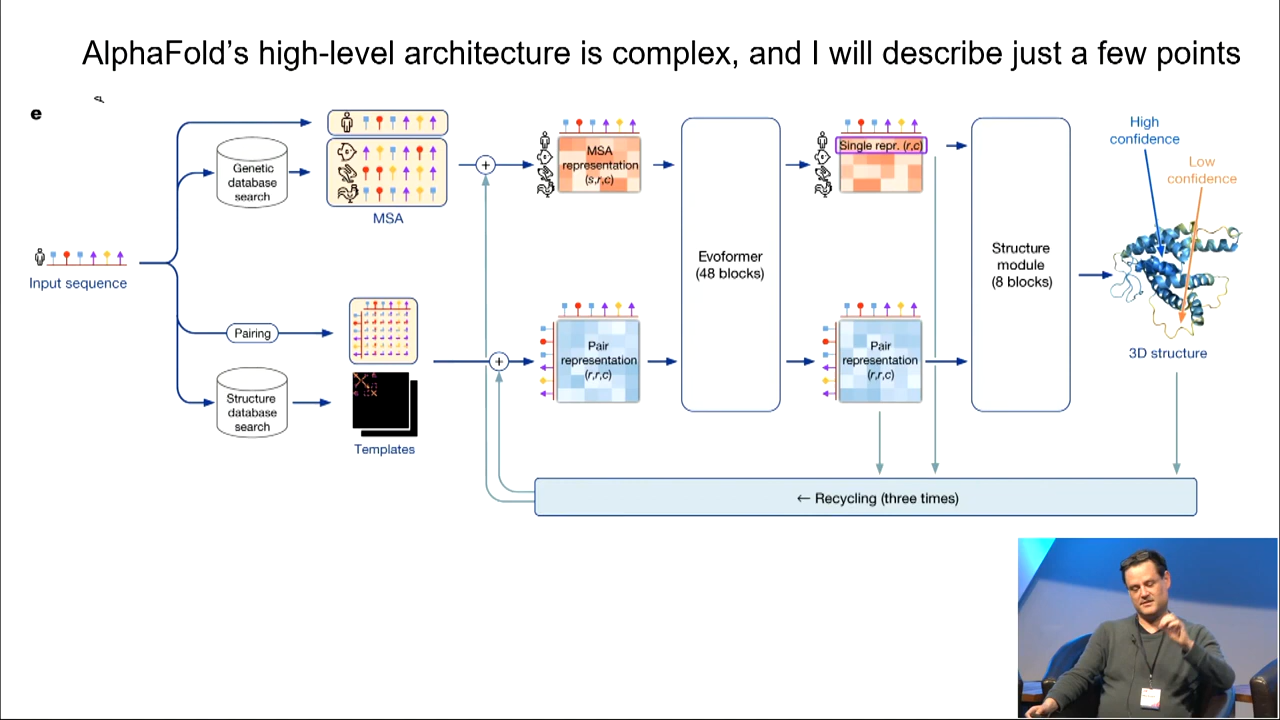 AlphaFold’s high-level architecture is complex, and I will describe just a few points
e
Input sequence
Genetic
database
search
MSA
Pairing
Structure
database
search
Templates
+
+
MSA
representation
(s,r,c)
Pair
representation
(r,r,c)
Evoformer
(48 blocks)
Single repr. (r,c)
Pair
representation
(r,r,c)
Structure
module
(8 blocks)
High
confidence
Low
confidence
3D structure
← Recycling (three times)